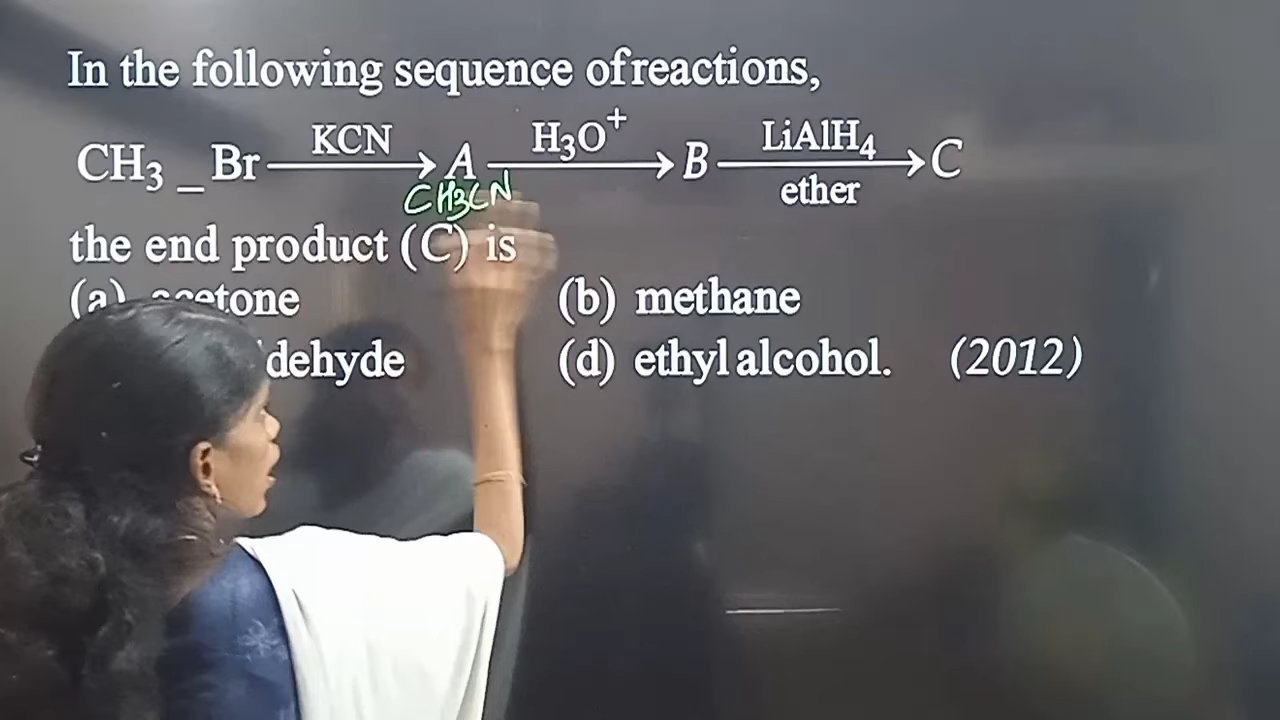 In the following sequence of reactions,
CH3 _ Br KCN → A H3O+ → B LiAlH4 ether → C
CH3CN
the end product (C) is
(a)
(b) methane
(d) ethyl alcohol. (2012)